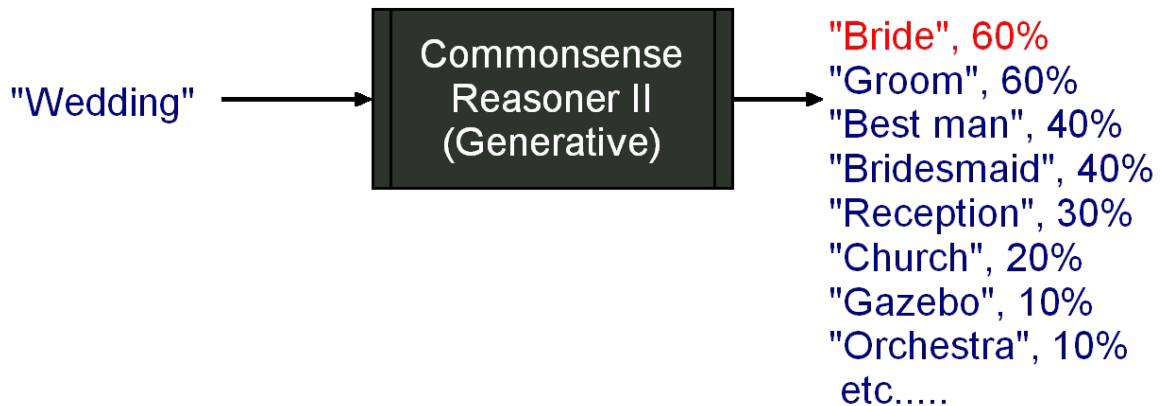 "Wedding"
Commonsense
Reasoner II
(Generative)
"Bride", 60%
"Groom", 60%
"Best man", 40%
"Bridesmaid", 40%
"Reception", 30%
"Church", 20%
"Gazebo", 10%
"Orchestra", 10%
etc.....